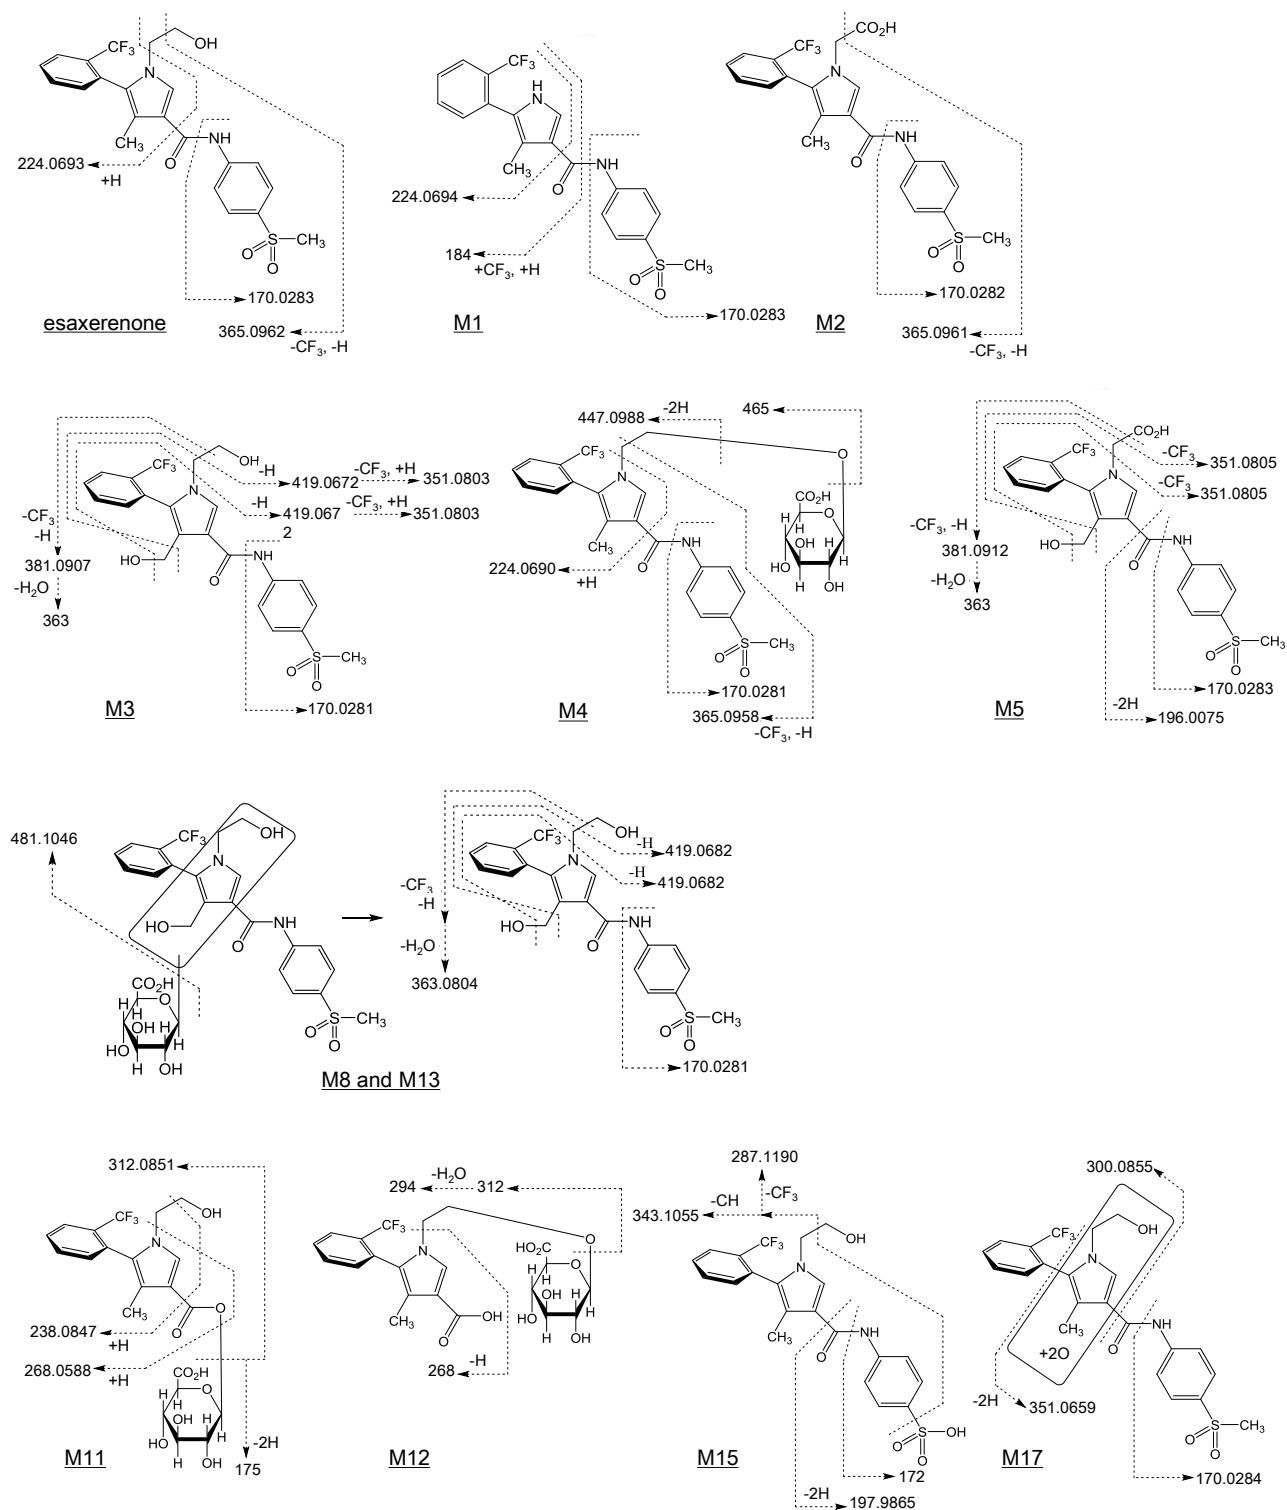 CF₃
OH
N
CH₃
O
NH
224.0693
+H
S
CH₃
O
O
170.0283
esaxerenone
365.0962
-CF₃, -H
CF₃
H
N
CH₃
O
NH
224.0694
184
+CF₃, +H
S
CH₃
O
O
170.0283
M1
CO₂H
CF₃
N
CH₃
O
NH
S
CH₃
O
O
170.0282
M2
365.0961
-CF₃, -H
OH
CF₃
N
-H
419.0672
-CF₃, +H
351.0803
-H
419.067
2
-CF₃, +H
351.0803
-CF₃
-H
HO
O
NH
381.0907
-H₂O
363
S
CH₃
O
O
M3
170.0281
447.0988
-2H
465
CF₃
O
N
CO₂H
H
O
H
OH
H
H
HO
H
OH
CH₃
O
NH
224.0690
+H
S
CH₃
O
O
170.0281
M4
365.0958
-CF₃, -H
CO₂H
CF₃
-CF₃
351.0805
-CF₃
351.0805
N
-CF₃, -H
HO
O
NH
381.0912
-H₂O
363
S
CH₃
O
O
170.0283
M5
-2H
196.0075
481.1046
OH
CF₃
N
HO
O
NH
CO₂H
H
O
H
OH
H
H
HO
H
OH
S
CH₃
O
O
OH
CF₃
-H
419.0682
-H
419.0682
N
-CF₃
-H
HO
O
NH
-H₂O
363.0804
S
CH₃
O
O
170.0281
M8 and M13
312.0851
OH
CF₃
N
CH₃
O
O
238.0847
+H
268.0588
+H
CO₂H
H
O
H
OH
H
H
HO
H
OH
-2H
175
M11
294
-H₂O
312
CF₃
O
N
HO₂C
H
O
H
OH
H
H
HO
H
OH
CH₃
O
OH
-H
268
M12
287.1190
-CH
-CF₃
343.1055
OH
CF₃
N
CH₃
O
NH
S
OH
O
O
M15
172
-2H
197.9865
300.0855
OH
CF₃
N
CH₃
+2O
O
NH
-2H
351.0659
S
CH₃
O
O
M17
170.0284